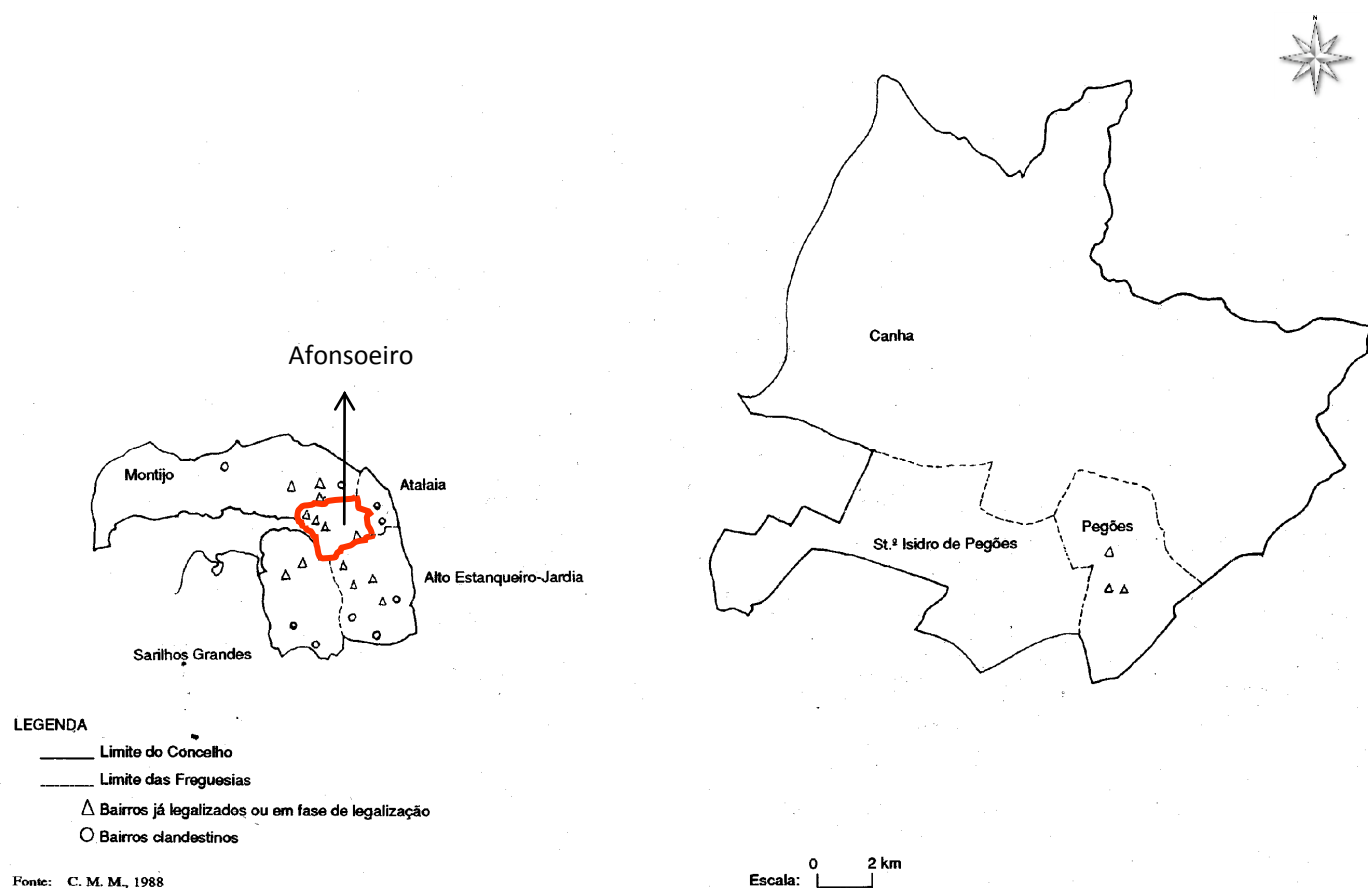 N
Canha
Afonsoeiro
Montijo
Atalaia
St.ª Isidro de Pegões
Pegões
Alto Estanqueiro-Jardia
Sarilhos Grandes
LEGENDA
Limite do Concelho
Limite das Freguesias
Bairros já legalizados ou em fase de legalização
Bairros clandestinos
Fonte: C. M. M., 1988
Escala: 0 2 km